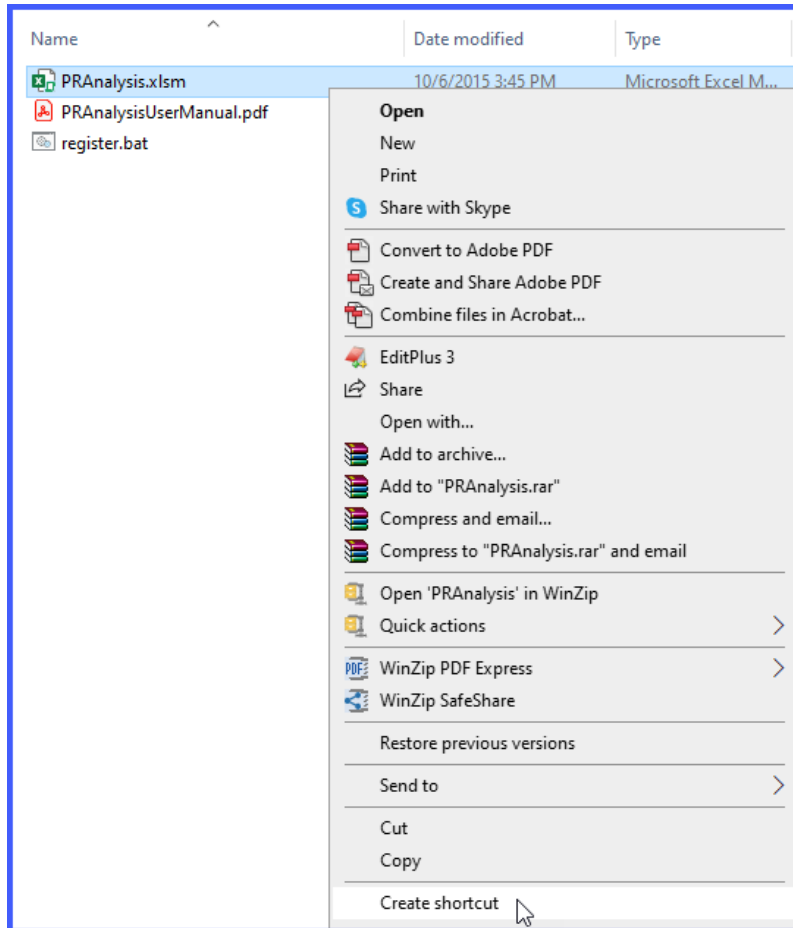 Name Date modified Type
PRAnalysis.xlsm 10/6/2015 3:45 PM Microsoft Excel M...
PRAnalysisUserManual.pdf
register.bat
Open
New
Print
S Share with Skype
Convert to Adobe PDF
Create and Share Adobe PDF
Combine files in Acrobat...
EditPlus 3
Share
Open with...
Add to archive...
Add to "PRAnalysis.rar"
Compress and email...
Compress to "PRAnalysis.rar" and email
Open 'PRAnalysis' in WinZip
Quick actions
PDF WinZip PDF Express
WinZip SafeShare
Restore previous versions
Send to
Cut
Copy
Create shortcut